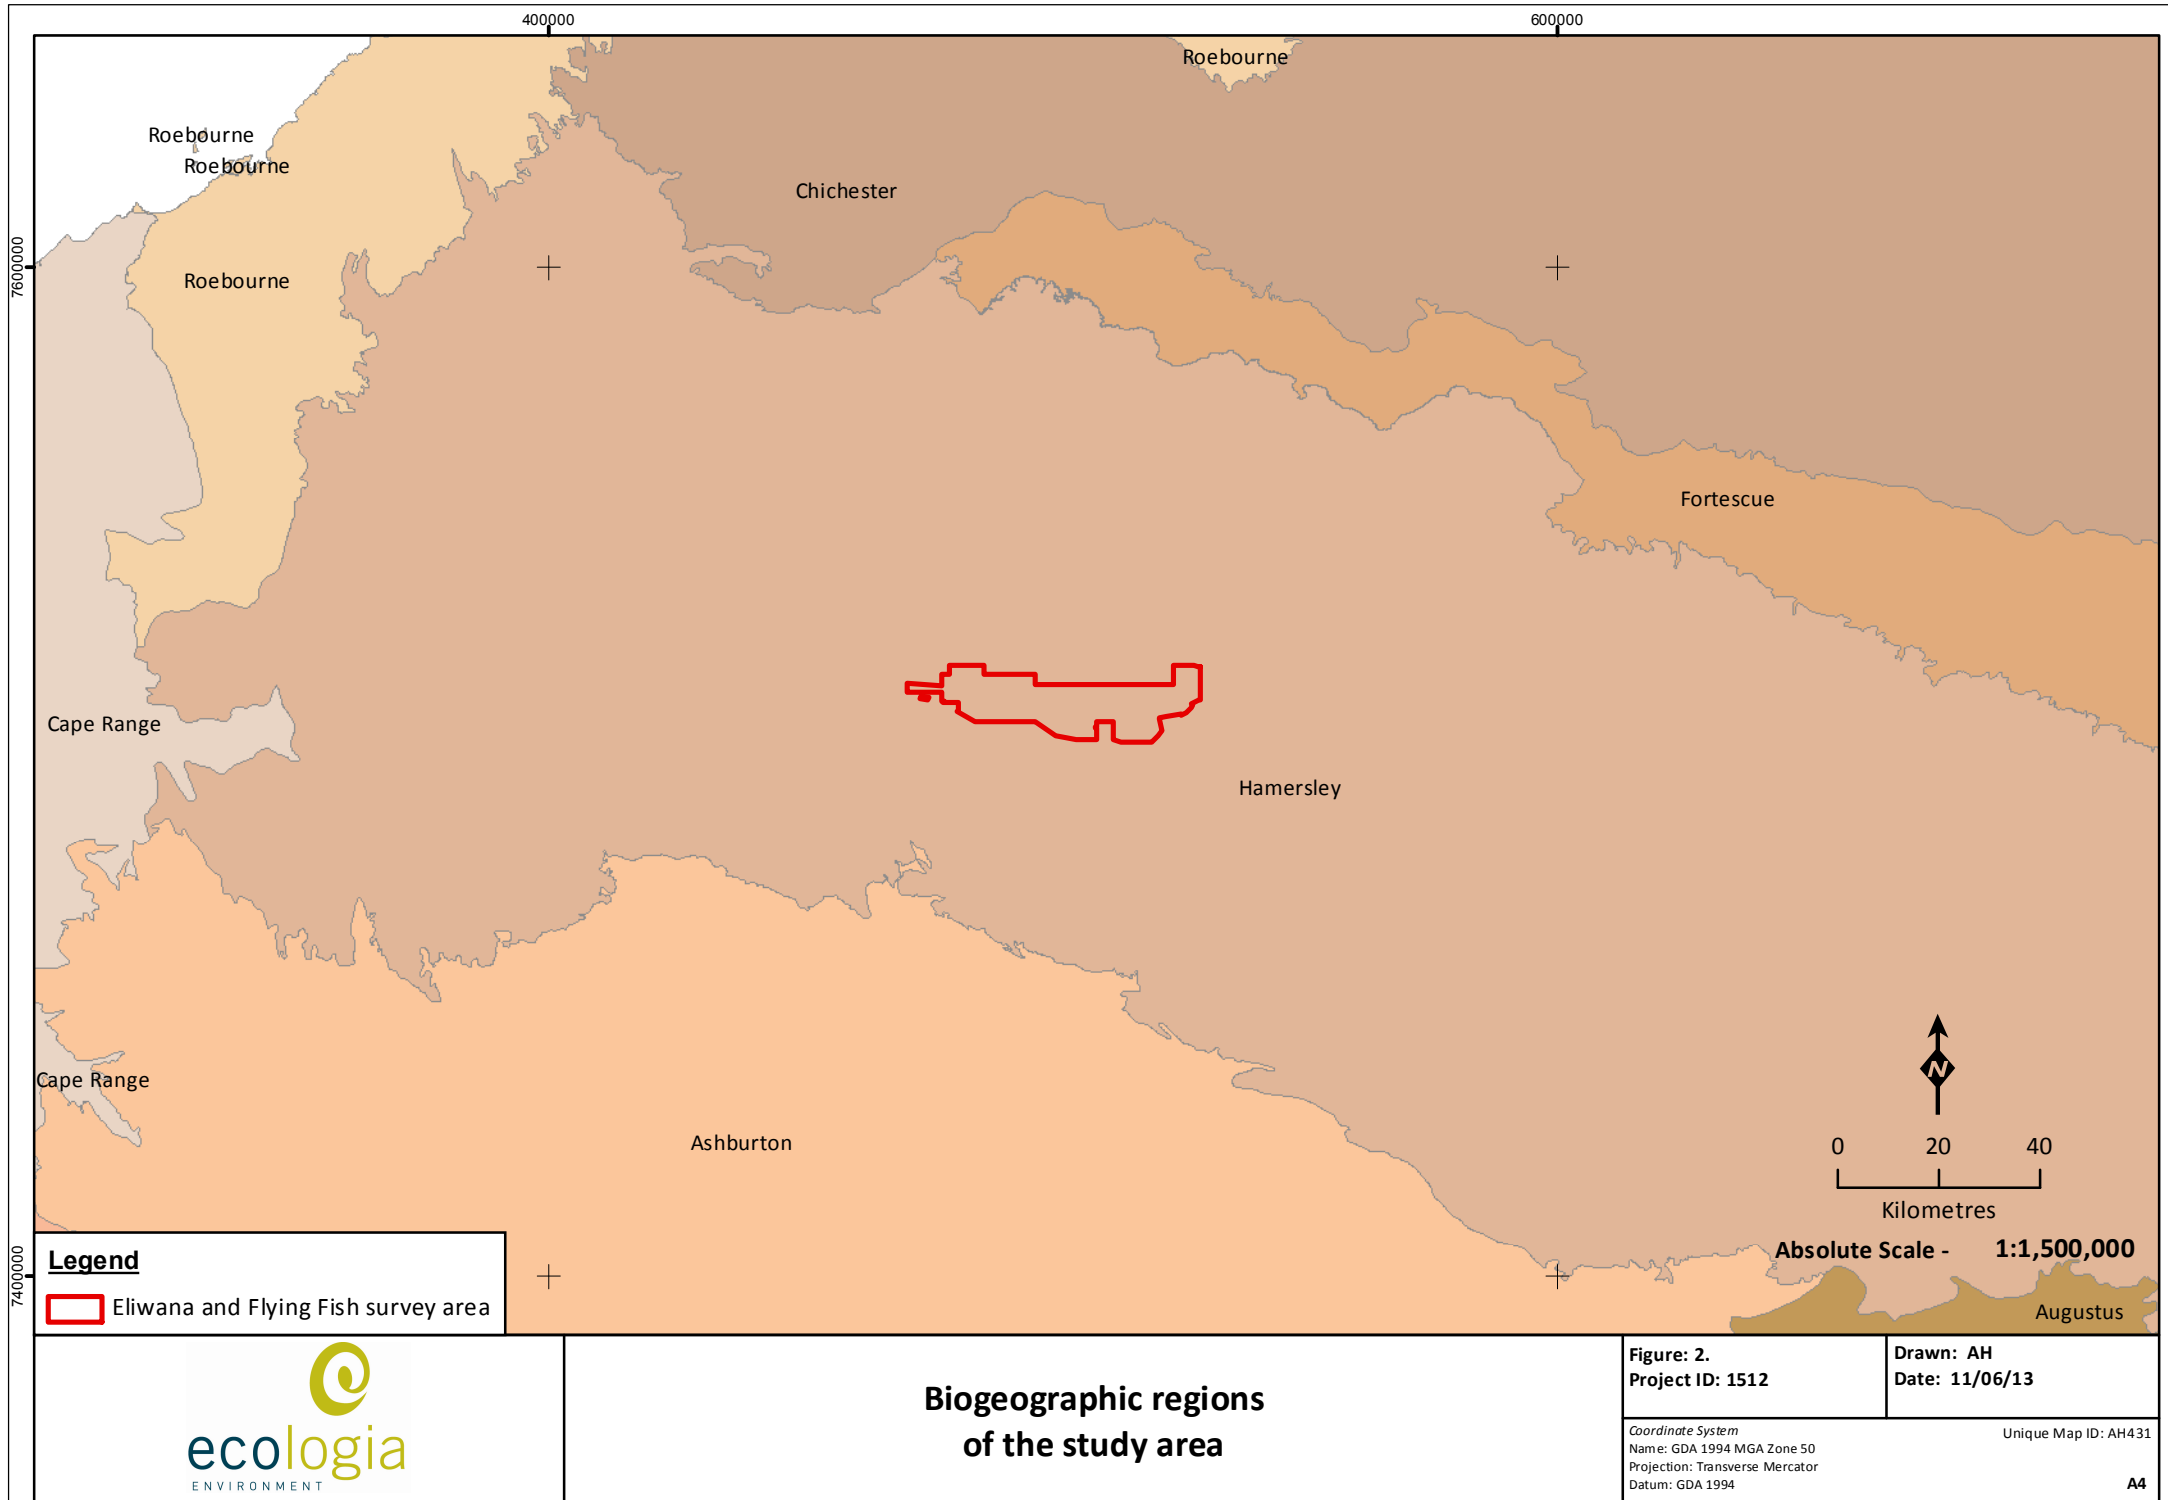 400000
600000
Roebourne
Roebourne
Roebourne
Chichester
7600000
Roebourne
Fortescue
Cape Range
Hamersley
Cape Range
Ashburton
N
0 20 40
Kilometres
Absolute Scale - 1:1,500,000
7400000
Legend
Eliwana and Flying Fish survey area
Augustus
ecologia
ENVIRONMENT
Biogeographic regions
of the study area
Figure: 2.
Project ID: 1512
Drawn: AH
Date: 11/06/13
Coordinate System
Name: GDA 1994 MGA Zone 50
Projection: Transverse Mercator
Datum: GDA 1994
Unique Map ID: AH431
A4